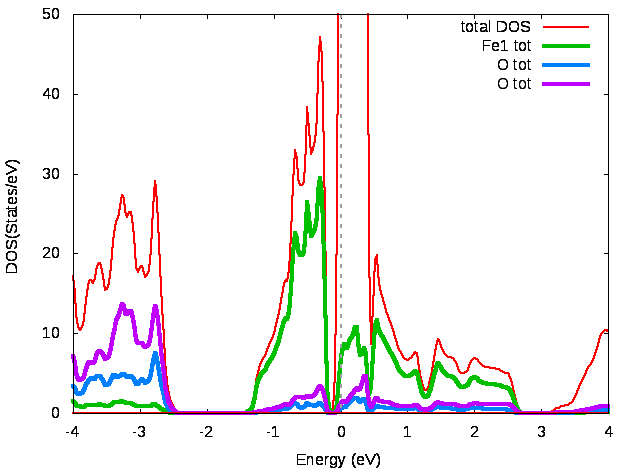 total DOS
Fe1 tot
O tot
O tot
50
40
30
20
10
0
DOS(States/eV)
-4 -3 -2 -1 0 1 2 3 4
Energy (eV)